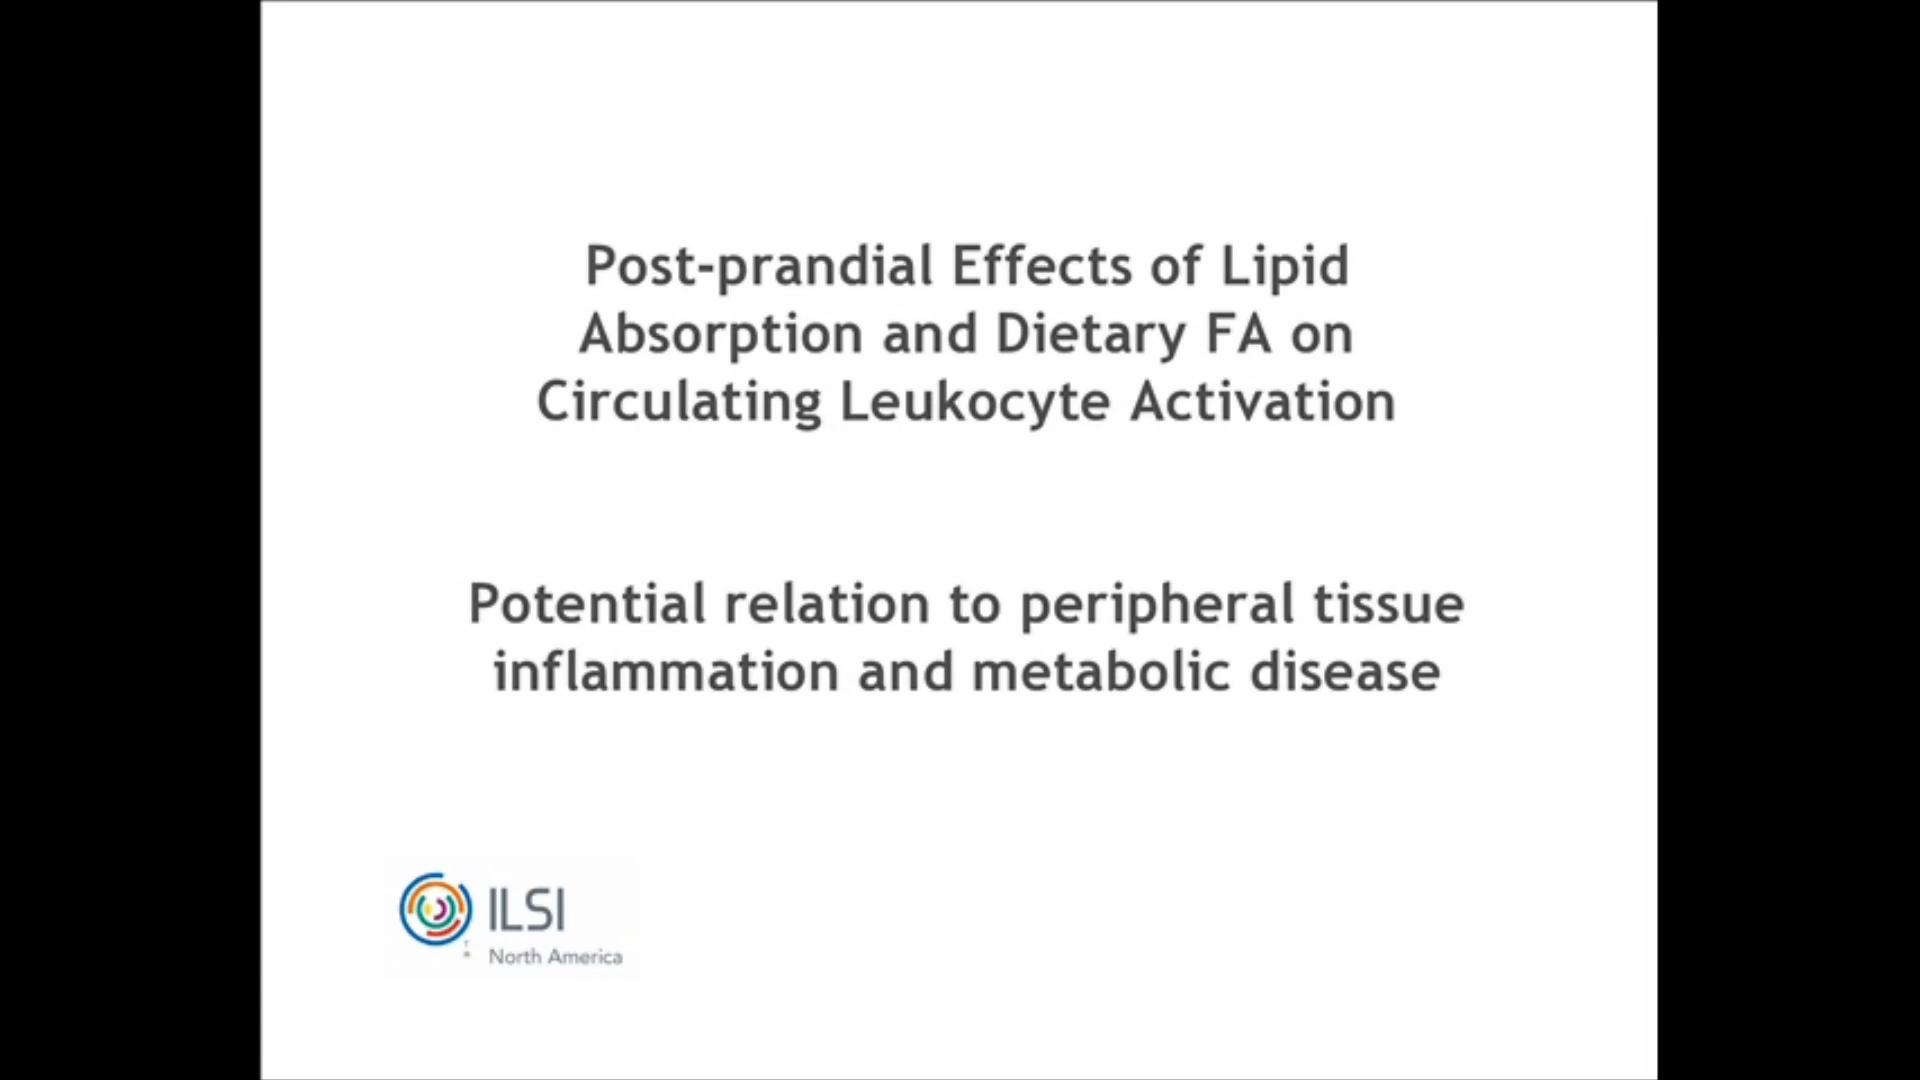 Post-prandial Effects of Lipid
Absorption and Dietary FA on
Circulating Leukocyte Activation
Potential relation to peripheral tissue
inflammation and metabolic disease
ILSI
North America